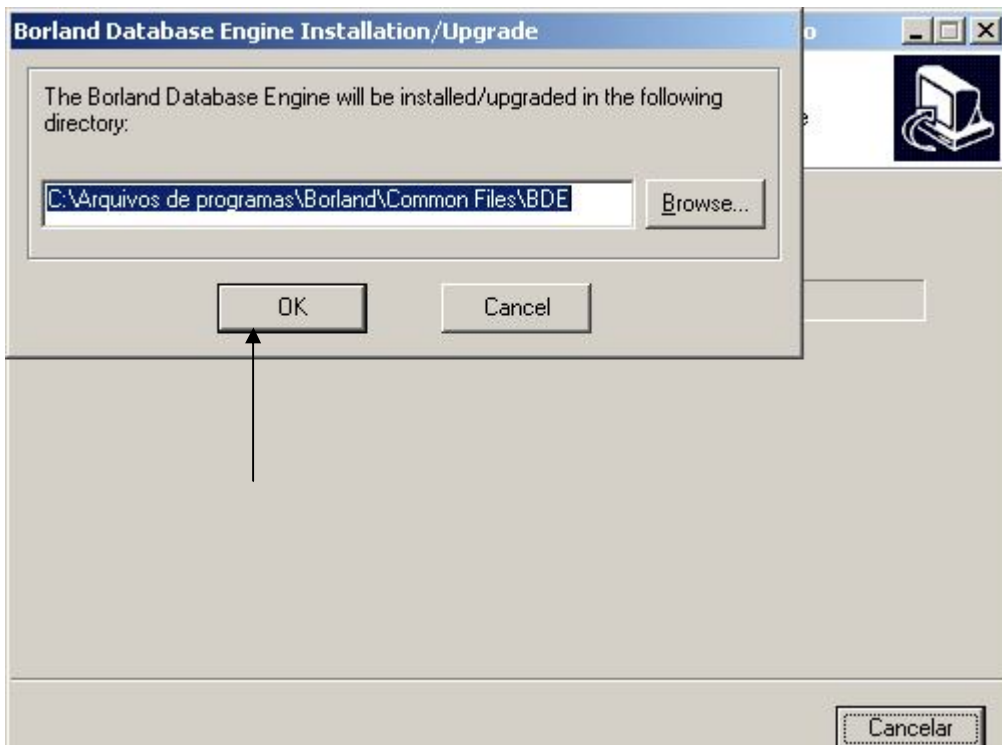 Borland Database Engine Installation/Upgrade
o
The Borland Database Engine will be installed/upgraded in the following
directory:
e
C:\Arquivos de programas\Borland\Common Files\BDE
Browse...
OK
Cancel
Cancelar